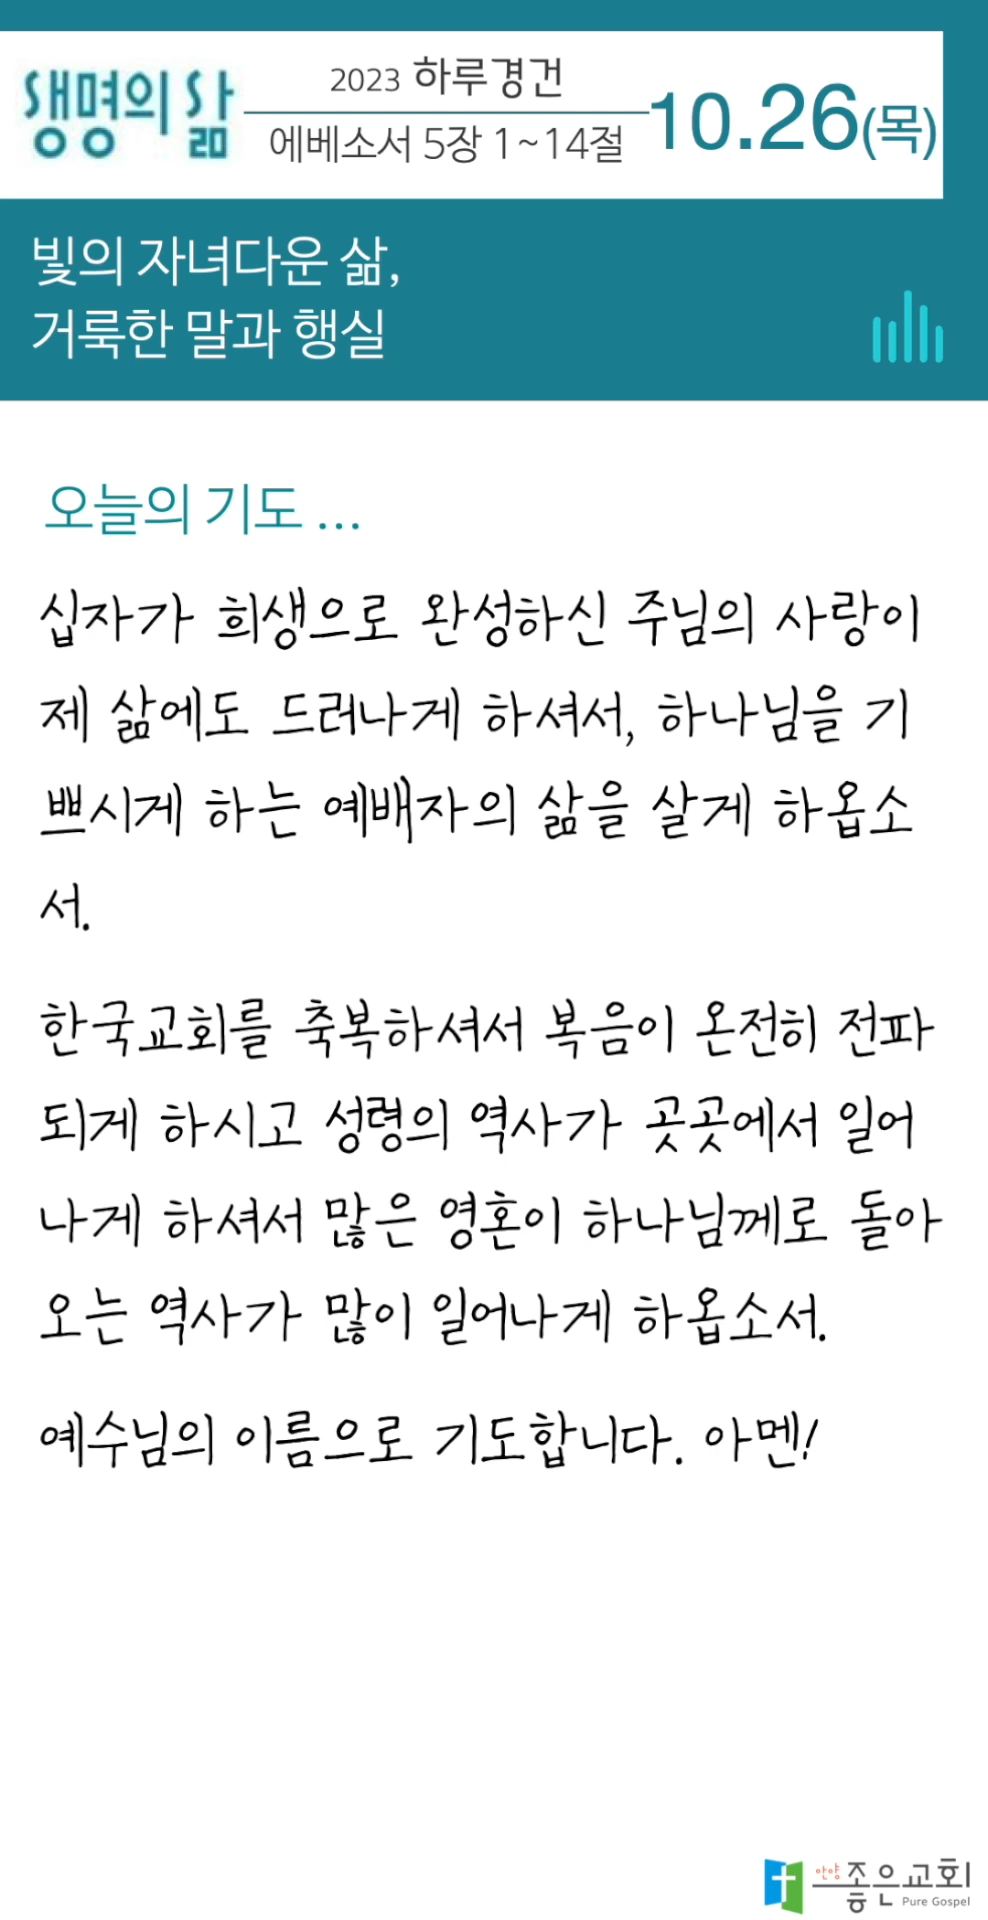 생명의 삶
2023 하루경건
에베소서 5장 1~14절
10.26(목)
빛의 자녀다운 삶,
거룩한 말과 행실
오늘의 기도 ...
십자가 희생으로 완성하신 주님의 사랑이
제 삶에도 드러나게 하셔서, 하나님을 기
쁘시게 하는 예배자의 삶을 살게 하옵소
서.
한국교회를 축복하셔서 복음이 온전히 전파
되게 하시고 성령의 역사가 곳곳에서 일어
나게 하셔서 많은 영혼이 하나님께로 돌아
오는 역사가 많이 일어나게 하옵소서.
예수님의 이름으로 기도합니다. 아멘!
안양 좋은교회
Pure Gospel